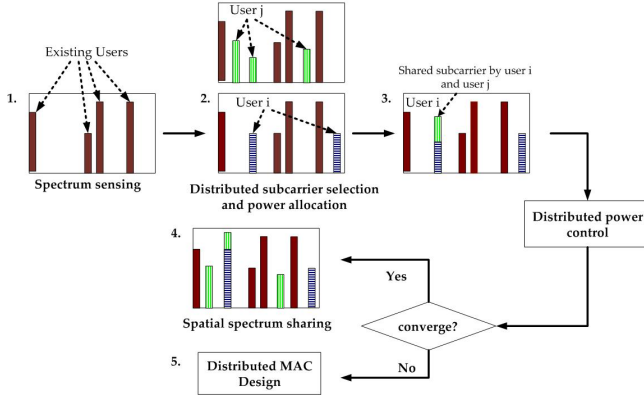 User j
Existing Users
1.
2.
User i
3.
Shared subcarrier by user i
and user j
User i
Spectrum sensing
Distributed subcarrier selection
and power allocation
Distributed power
control
4.
Yes
Spatial spectrum sharing
converge?
5.
Distributed MAC
Design
No